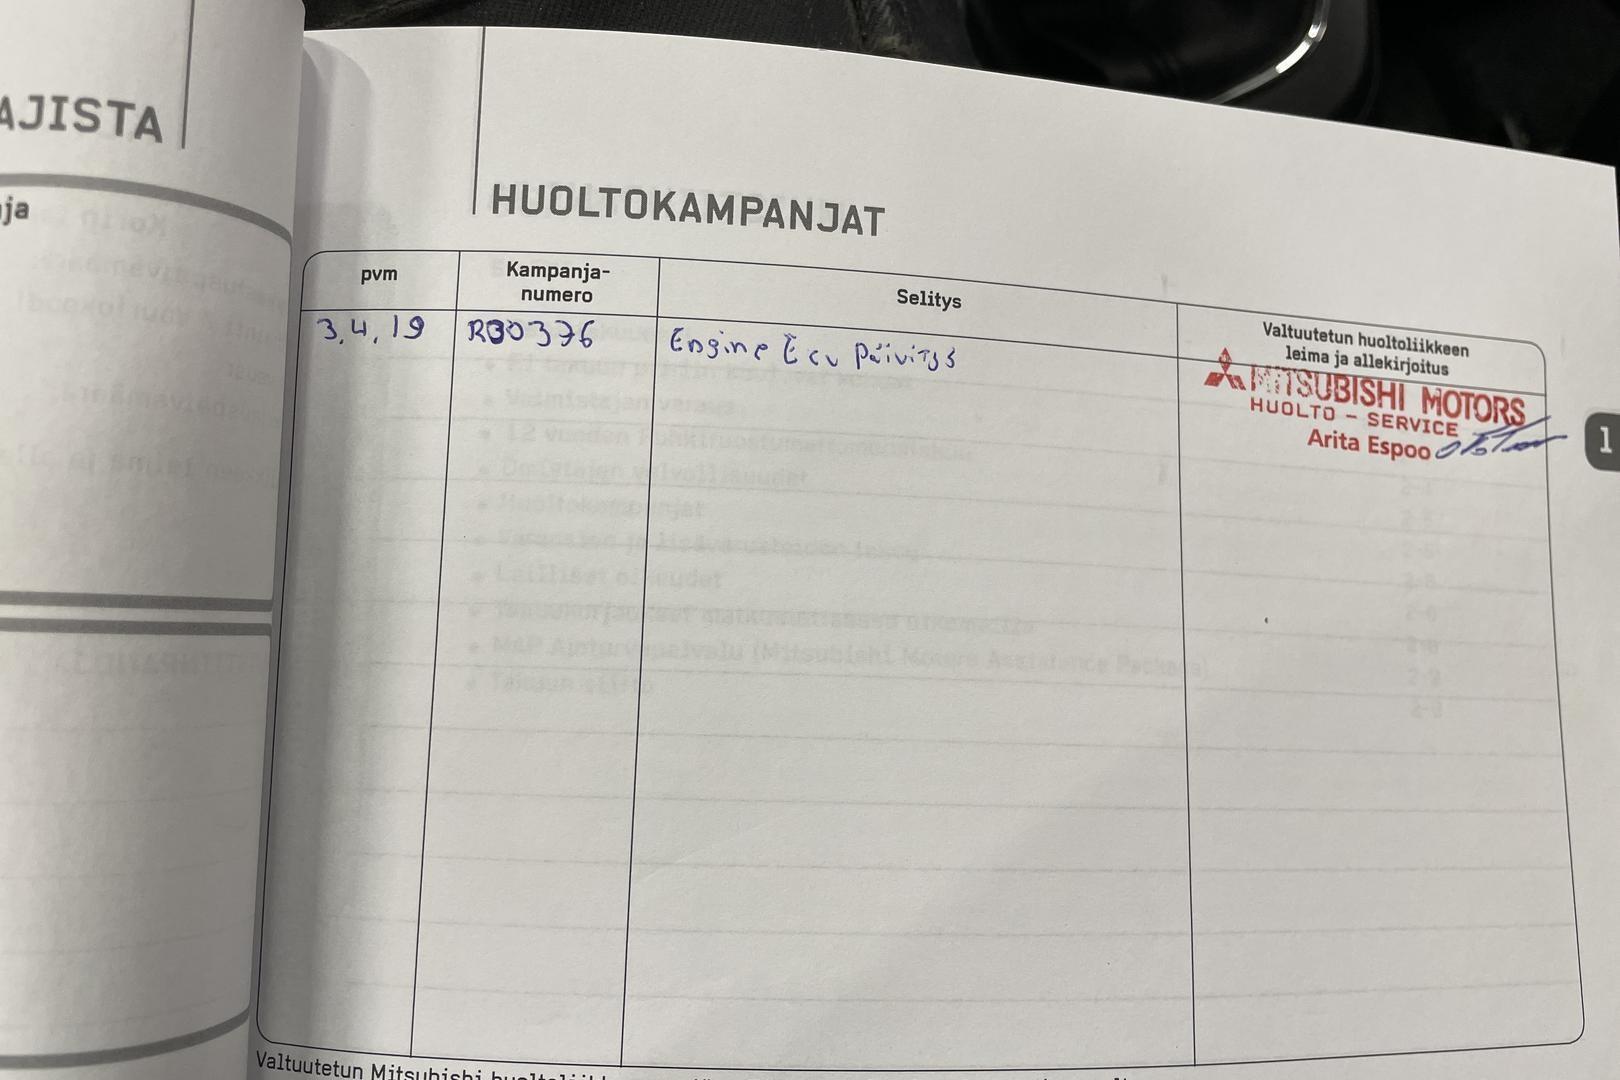 AJISTA
ja
HUOLTOKAMPANJAT
pvm
Kampanja-
numero
Selitys
Valtuutetun huoltoliikkeen
leima ja allekirjoitus
3.4.19
R00376
Engine Ecu Päivitys
MITSUBISHI MOTORS
HUOLTO - SERVICE
Arita Espoo
1
Valtuutetun Mitsubishi